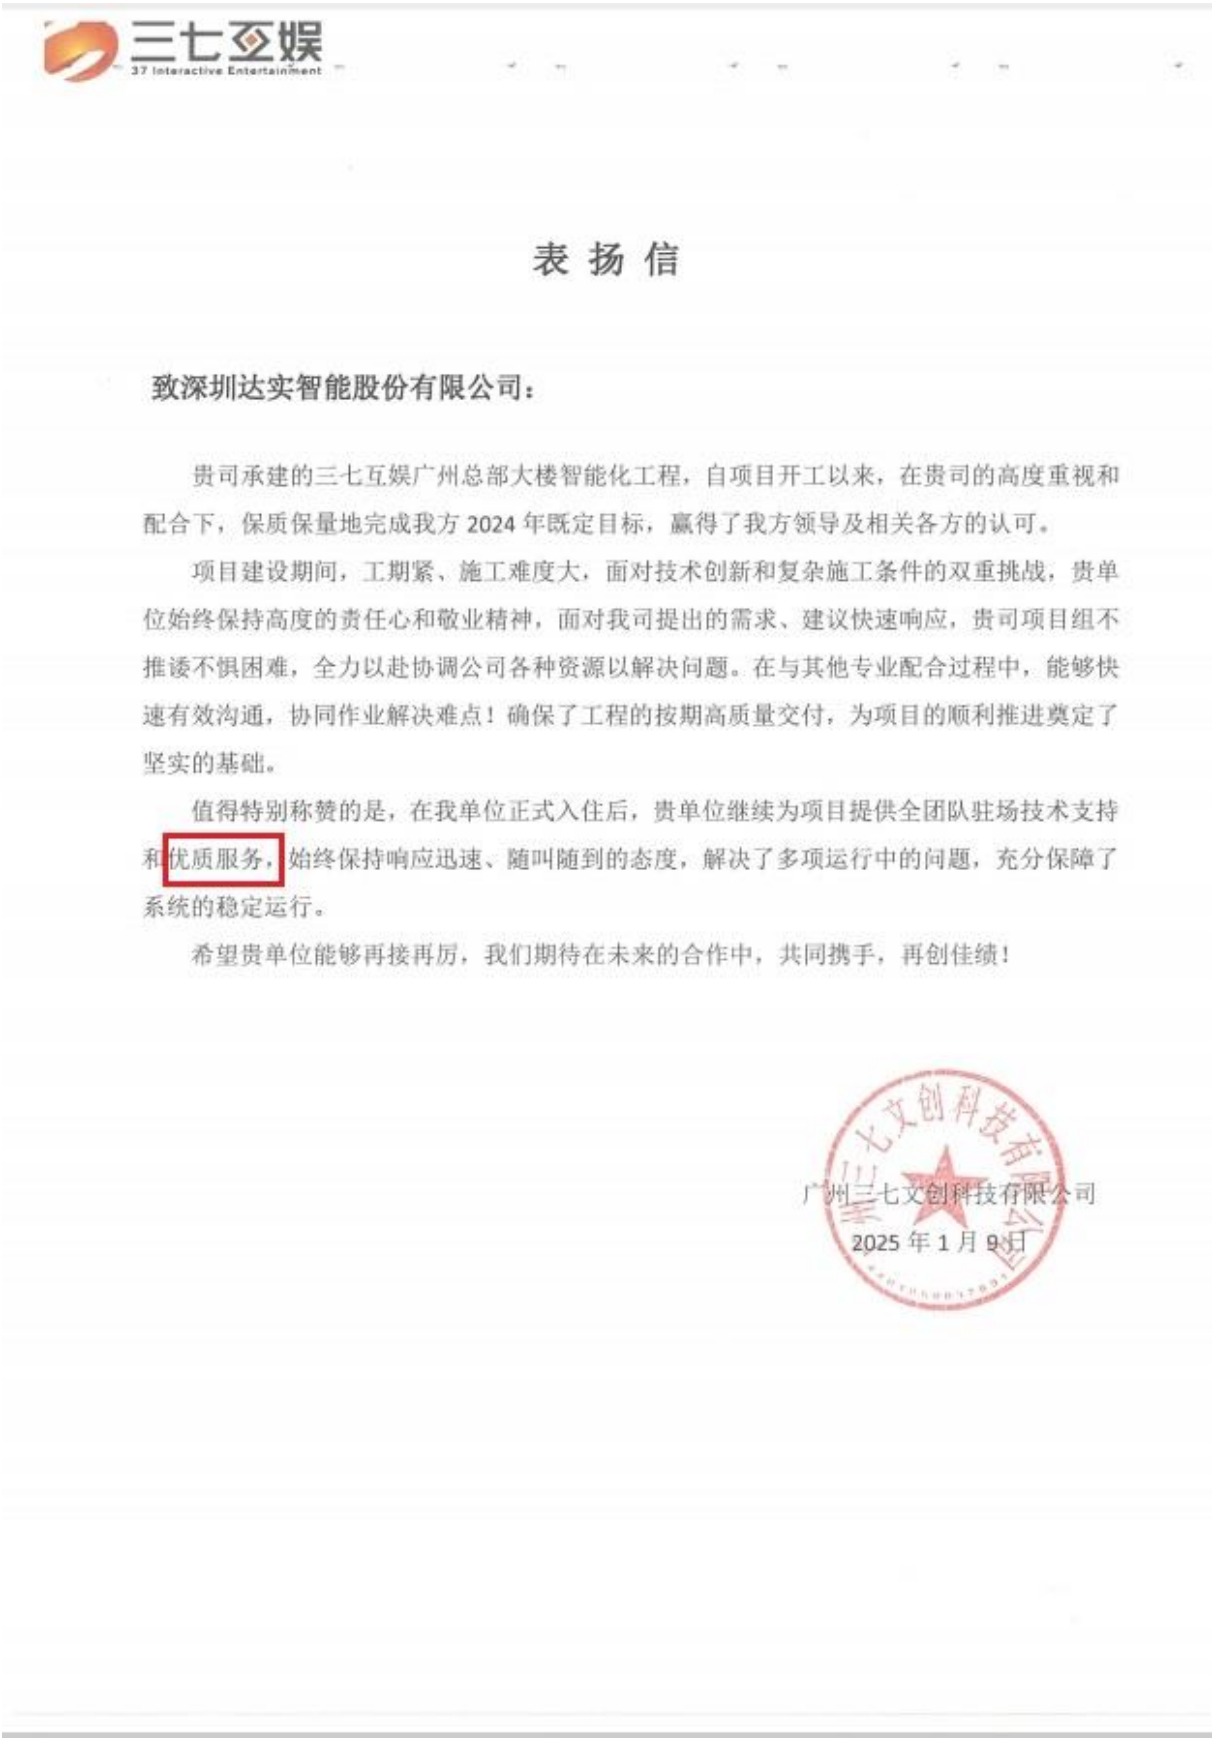 三七互娱
37 Interactive Entertainment
表扬信
致深圳达实智能股份有限公司：
贵司承建的三七互娱广州总部大楼智能化工程，自项目开工以来，在贵司的高度重视和
配合下，保质保量地完成我方 2024 年既定目标，赢得了我方领导及相关各方的认可。
项目建设期间，工期紧、施工难度大，面对技术创新和复杂施工条件的双重挑战，贵单
位始终保持高度的责任心和敬业精神，面对我司提出的需求、建议快速响应，贵司项目组不
推诿不惧困难，全力以赴协调公司各种资源以解决问题。在与其他专业配合过程中，能够快
速有效沟通，协同作业解决难点！确保了工程的按期高质量交付，为项目的顺利推进奠定了
坚实的基础。
值得特别称赞的是，在我单位正式入住后，贵单位继续为项目提供全团队驻场技术支持
和优质服务，始终保持响应迅速、随叫随到的态度，解决了多项运行中的问题，充分保障了
系统的稳定运行。
希望贵单位能够再接再厉，我们期待在未来的合作中，共同携手，再创佳绩！
广州三七文创科技有限公司
2025 年 1 月 9 日
州三七文创科技有限公司